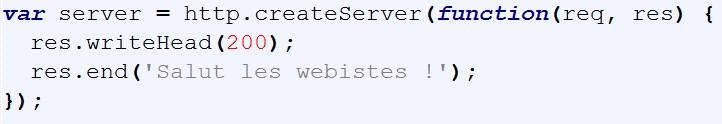 var server = http.createServer(function(req, res) {
  res.writeHead(200);
  res.end('Salut les webistes !');
});